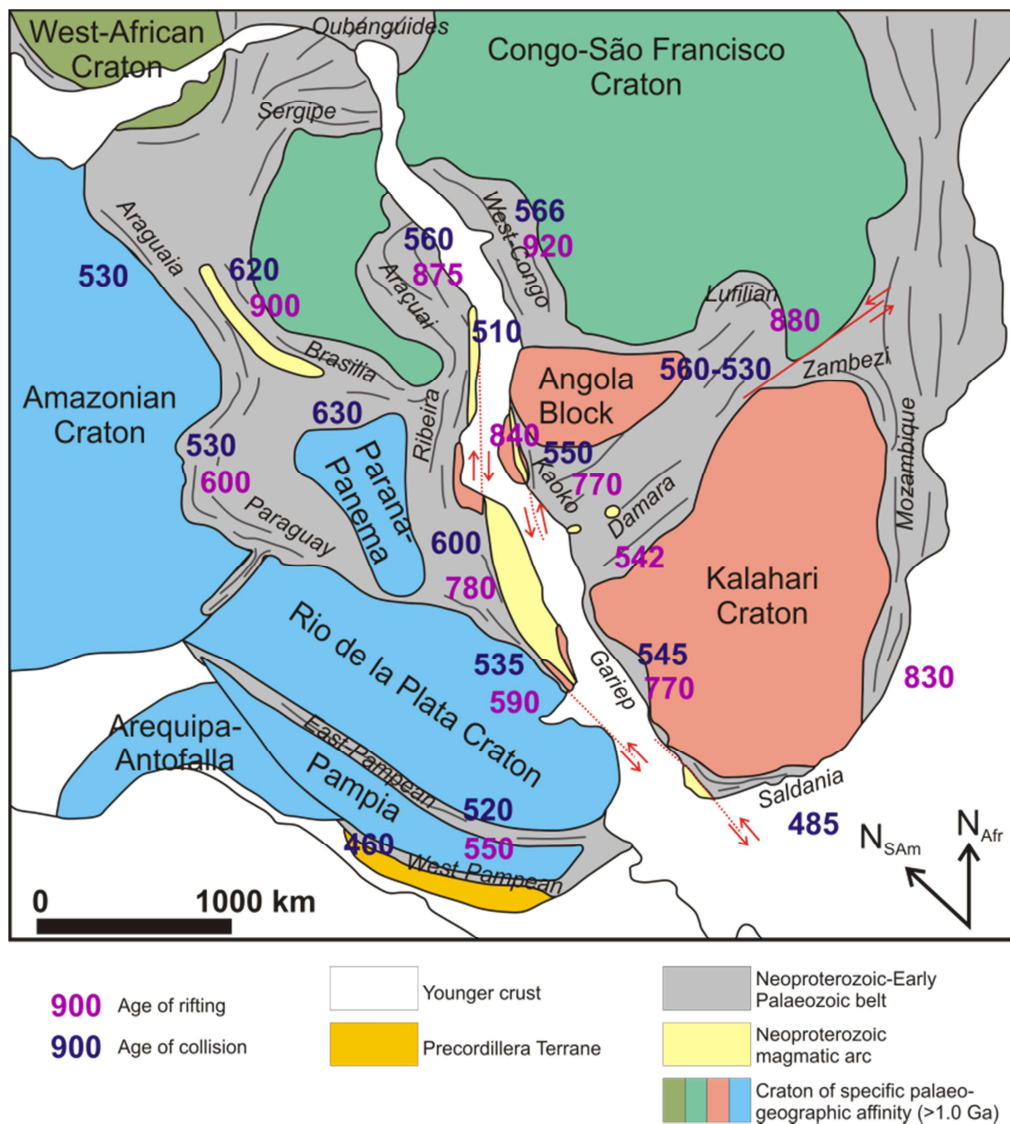 West-African
Craton
Oubanguides
Congo-São Francisco
Craton
Sergipe
Araguaia
530
620
900
Brasilia
560
875
Araçuai
West-Congo
566
920
Lufilian
880
510
560-530
Zambezi
Angola
Block
Amazonian
Craton
630
Ribeira
840
550
Kaoko
770
Damara
Mozambique
530
600
Paraguay
Paraná-
Panema
600
780
542
Kalahari
Craton
Rio de la Plata Craton
535
590
Gariep
545
770
830
Arequipa-
Antofalla
East-Pampean
Pampia
520
550
460
West-Pampean
Saldania
485
N SAm
N Afr
0 1000 km
900 Age of rifting
900 Age of collision
Younger crust
Precordillera Terrane
Neoproterozoic-Early
Palaeozoic belt
Neoproterozoic
magmatic arc
Craton of specific palaeo-
geographic affinity (>1.0 Ga)